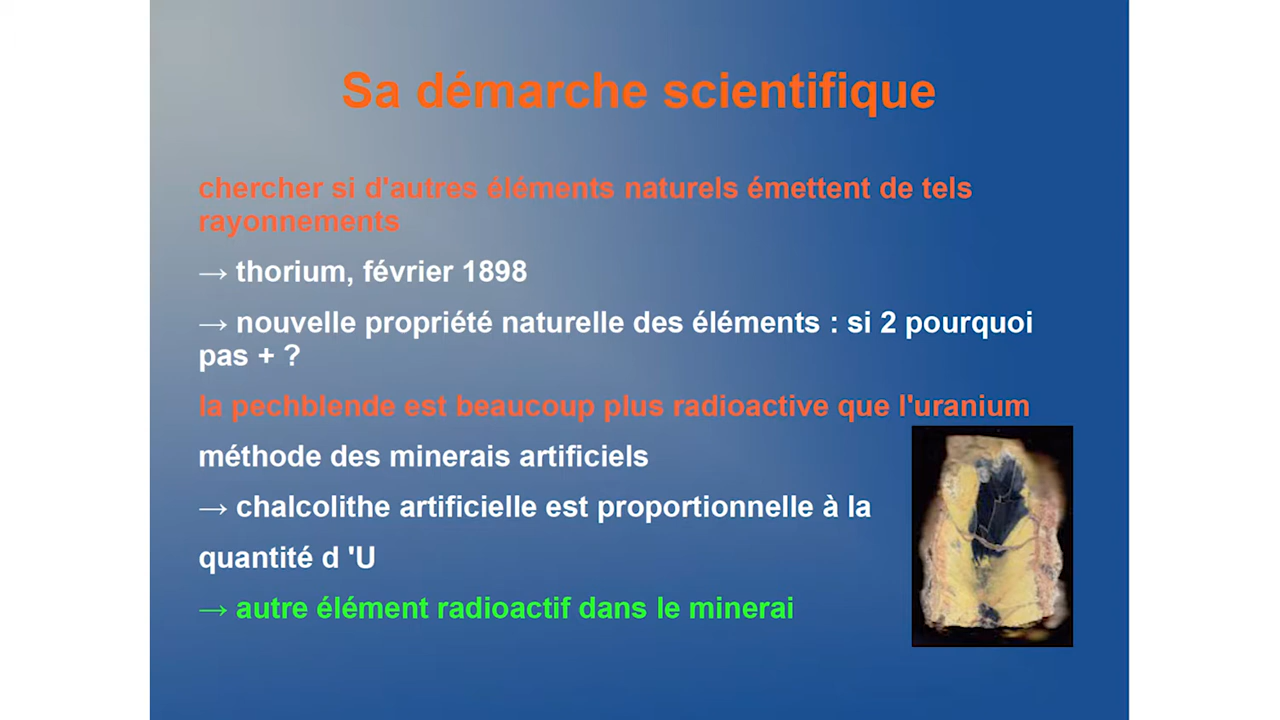 Sa démarche scientifique
chercher si d'autres éléments naturels émettent de tels
rayonnements
→ thorium, février 1898
→ nouvelle propriété naturelle des éléments : si 2 pourquoi
pas + ?
la pechblende est beaucoup plus radioactive que l'uranium
méthode des minerais artificiels
→ chalcolithe artificielle est proportionnelle à la
quantité d 'U
→ autre élément radioactif dans le minerai